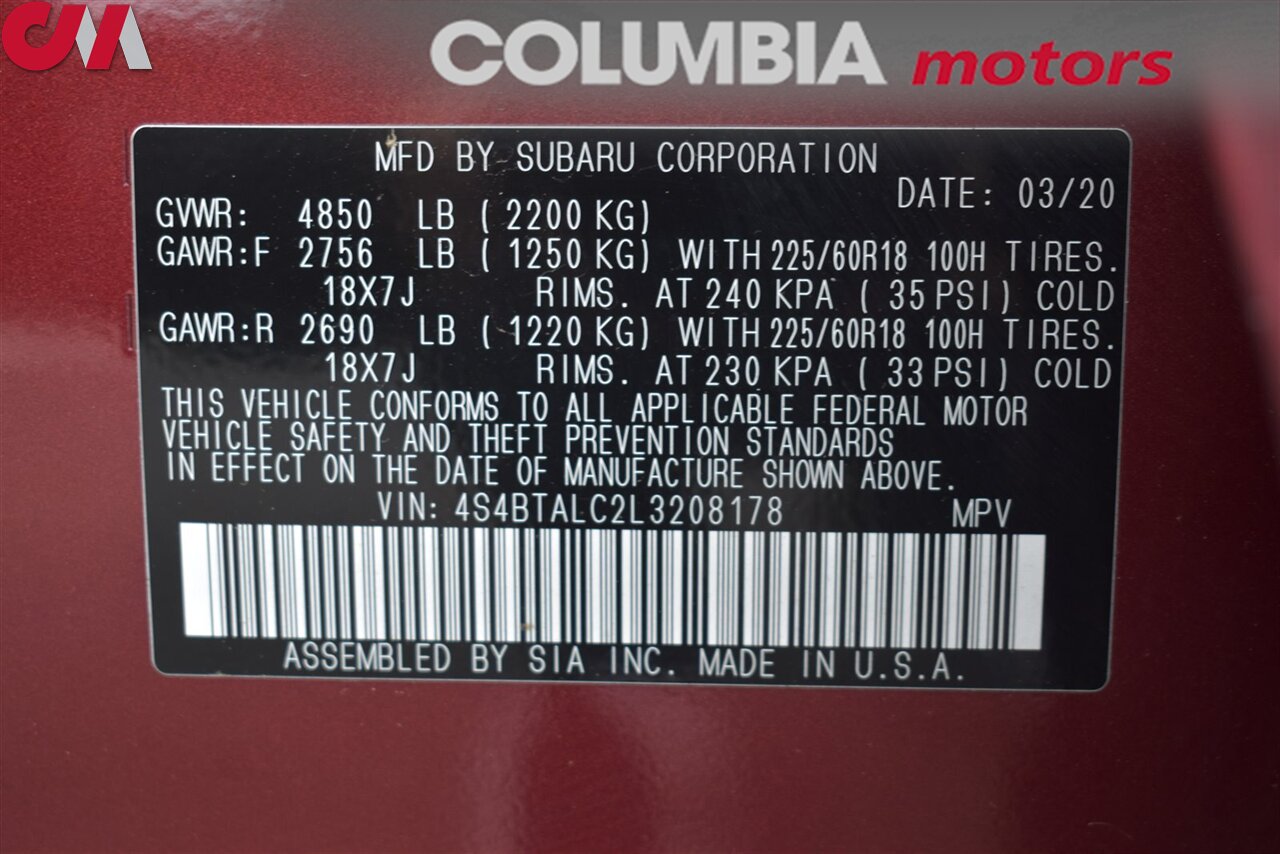 CM
COLUMBIA motors
MFD BY SUBARU CORPORATION
DATE: 03/20
GVWR: 4850 LB ( 2200 KG)
GAWR:F 2756 LB ( 1250 KG) WITH 225/60R18 100H TIRES.
18X7J RIMS. AT 240 KPA ( 35 PSI) COLD
GAWR:R 2690 LB ( 1220 KG) WITH 225/60R18 100H TIRES.
18X7J RIMS. AT 230 KPA ( 33 PSI) COLD
THIS VEHICLE CONFORMS TO ALL APPLICABLE FEDERAL MOTOR
VEHICLE SAFETY AND THEFT PREVENTION STANDARDS
IN EFFECT ON THE DATE OF MANUFACTURE SHOWN ABOVE.
VIN: 4S4BTALC2L3208178 MPV
ASSEMBLED BY SIA INC. MADE IN U.S.A.